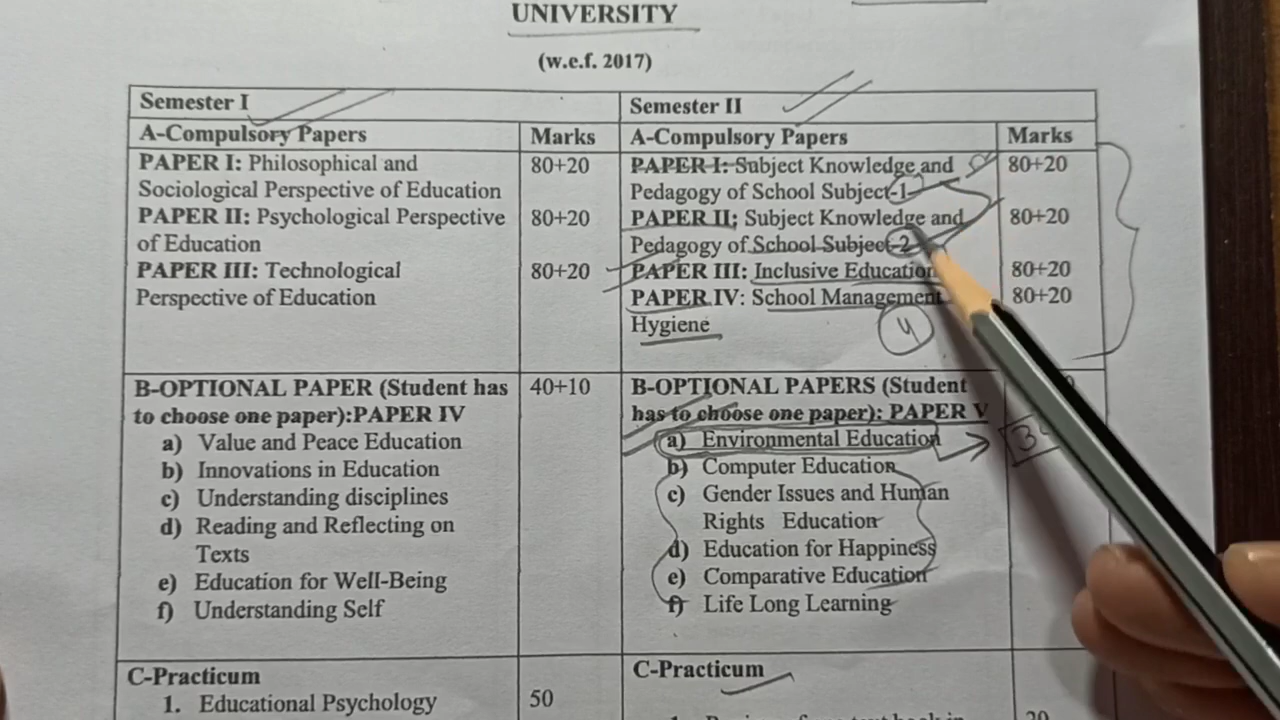 UNIVERSITY
(w.e.f. 2017)
Semester I
A-Compulsory Papers Marks
PAPER I: Philosophical and 80+20
Sociological Perspective of Education
PAPER II: Psychological Perspective 80+20
of Education
PAPER III: Technological 80+20
Perspective of Education
B-OPTIONAL PAPER (Student has 40+10
to choose one paper):PAPER IV
a) Value and Peace Education
b) Innovations in Education
c) Understanding disciplines
d) Reading and Reflecting on
Texts
e) Education for Well-Being
f) Understanding Self
C-Practicum
1. Educational Psychology 50
Semester II
A-Compulsory Papers Marks
PAPER I: Subject Knowledge and 80+20
Pedagogy of School Subject-1
PAPER II: Subject Knowledge and 80+20
Pedagogy of School Subject-2
PAPER III: Inclusive Education 80+20
PAPER IV: School Management 80+20
Hygiene
4
B-OPTIONAL PAPERS (Student
has to choose one paper): PAPER V
a) Environmental Education 3
b) Computer Education
c) Gender Issues and Human
Rights Education
d) Education for Happiness
e) Comparative Education
f) Life Long Learning
C-Practicum